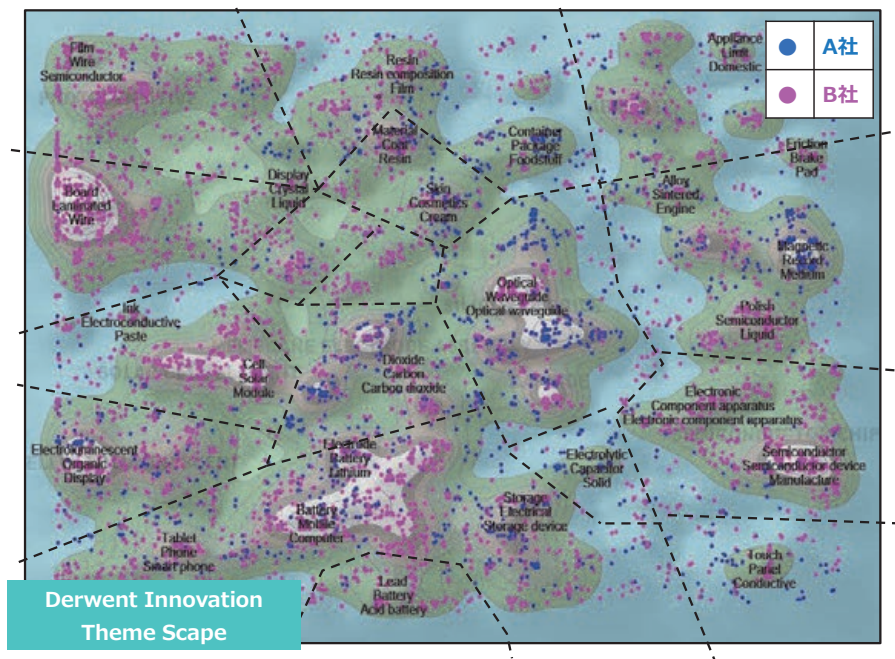 Film
Wire
Semiconductor
Resin
Resin composition
Film
Appliance
Limit
Domestic
A社
B社
Material
Coat
Resin
Container
Package
Foodstuff
Friction
Brake
Pad
Board
Laminated
Wire
Display
Crystal
Liquid
Skin
Cosmetics
Cream
Alloy
Sintered
Engine
Magnetic
Record
Medium
Optical
Waveguide
Optical waveguide
Ink
Electroconductive
Paste
Polish
Semiconductor
Liquid
Cell
Solar
Module
Dioxide
Carbon
Carbon dioxide
Electronic
Component apparatus
Electronic component apparatus
Electroluminescent
Organic
Display
Electrode
Battery
Lithium
Electrolytic
Capacitor
Solid
Semiconductor
Semiconductor device
Manufacture
Battery
Mobile
Computer
Storage
Electrical
Storage device
Tablet
Phone
Smart phone
Lead
Battery
Acid battery
Touch
Panel
Conductive
Derwent Innovation
Theme Scape